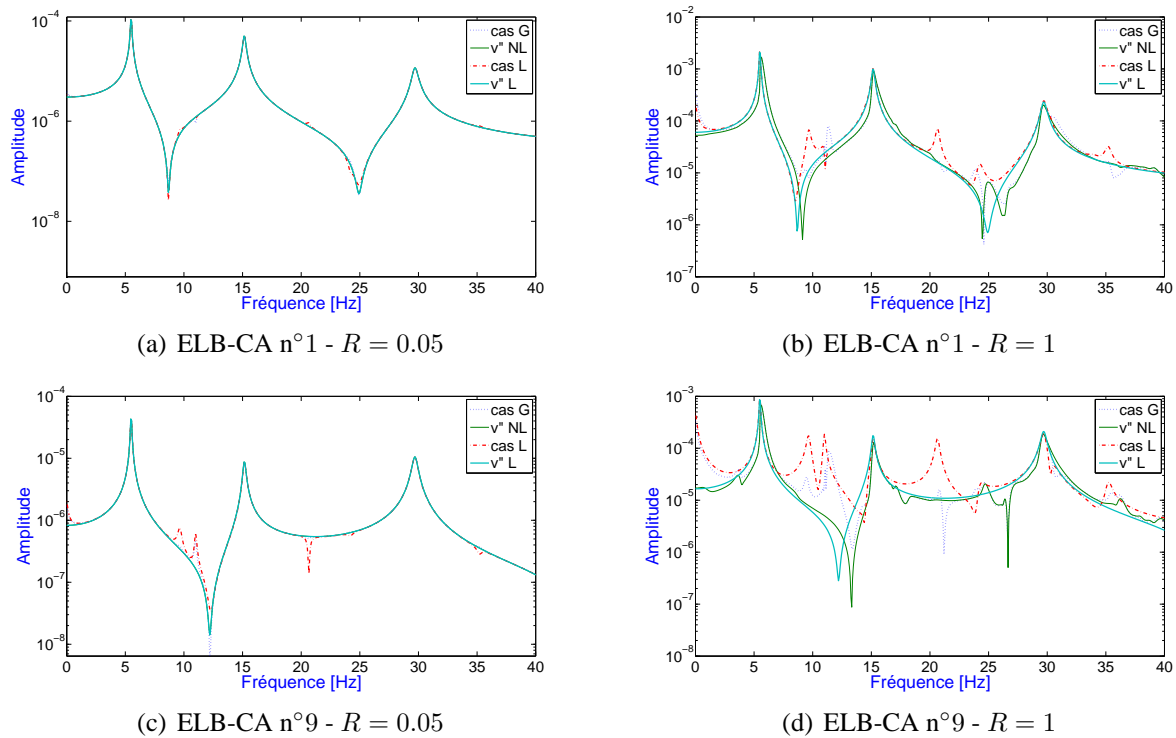 10⁻⁴
10⁻⁶
10⁻⁸
Amplitude
0 5 10 15 20 25 30 35 40
Fréquence [Hz]
cas G
v" NL
cas L
v" L
(a) ELB-CA n°1 - R = 0.05
10⁻²
10⁻³
10⁻⁴
10⁻⁵
10⁻⁶
10⁻⁷
Amplitude
0 5 10 15 20 25 30 35 40
Fréquence [Hz]
cas G
v" NL
cas L
v" L
(b) ELB-CA n°1 - R = 1
10⁻⁴
10⁻⁵
10⁻⁶
10⁻⁷
10⁻⁸
Amplitude
0 5 10 15 20 25 30 35 40
Fréquence [Hz]
cas G
v" NL
cas L
v" L
(c) ELB-CA n°9 - R = 0.05
10⁻³
10⁻⁴
10⁻⁵
10⁻⁶
10⁻⁷
10⁻⁸
Amplitude
0 5 10 15 20 25 30 35 40
Fréquence [Hz]
cas G
v" NL
cas L
v" L
(d) ELB-CA n°9 - R = 1